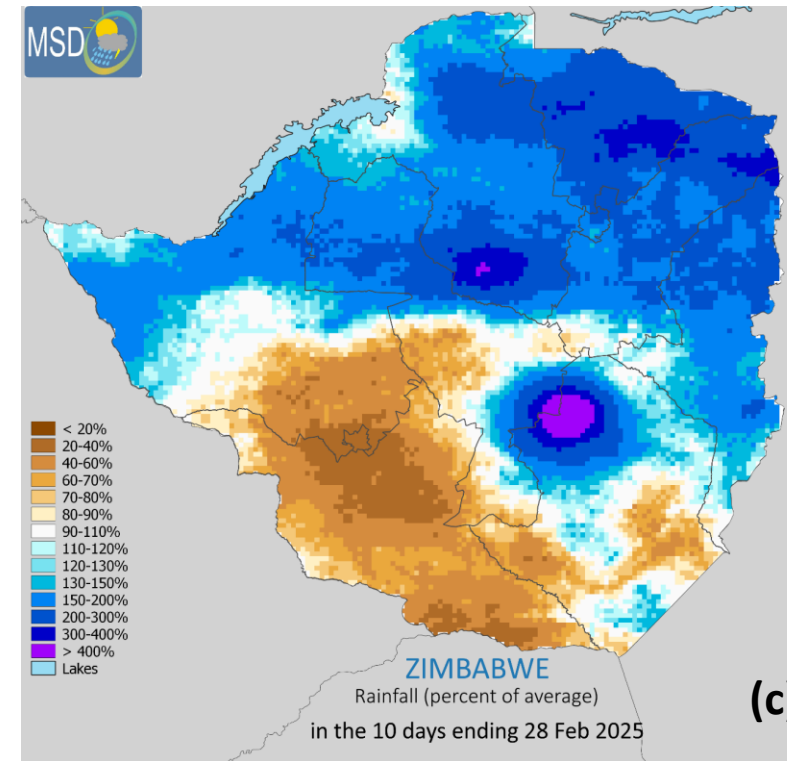 MSD
< 20%
20-40%
40-60%
60-70%
70-80%
80-90%
90-110%
110-120%
120-130%
130-150%
150-200%
200-300%
300-400%
> 400%
Lakes
ZIMBABWE
Rainfall (percent of average)
in the 10 days ending 28 Feb 2025
(c)